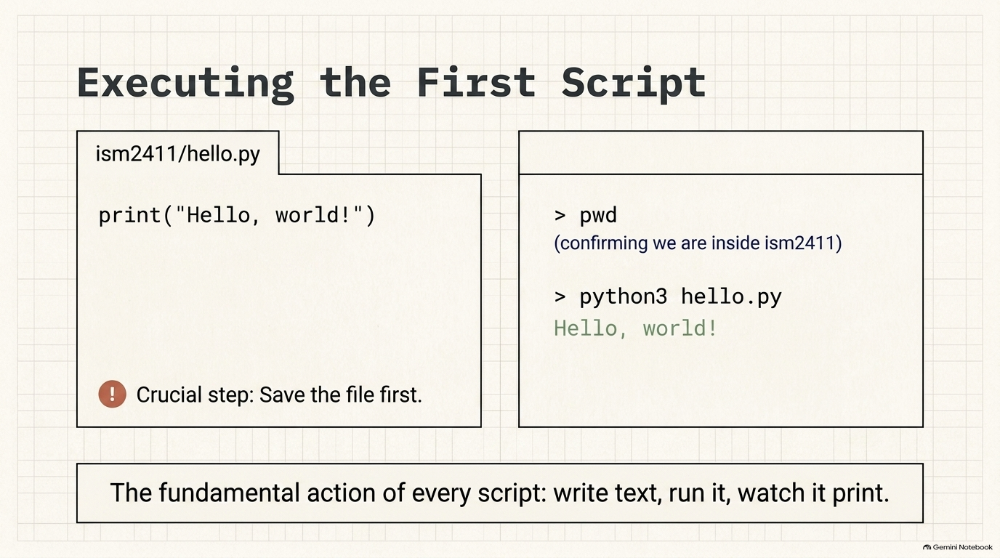 Executing the First Script
ism2411/hello.py
print("Hello, world!")
! Crucial step: Save the file first.
> pwd
(confirming we are inside ism2411)
> python3 hello.py
Hello, world!
The fundamental action of every script: write text, run it, watch it print.
Gemini Notebook